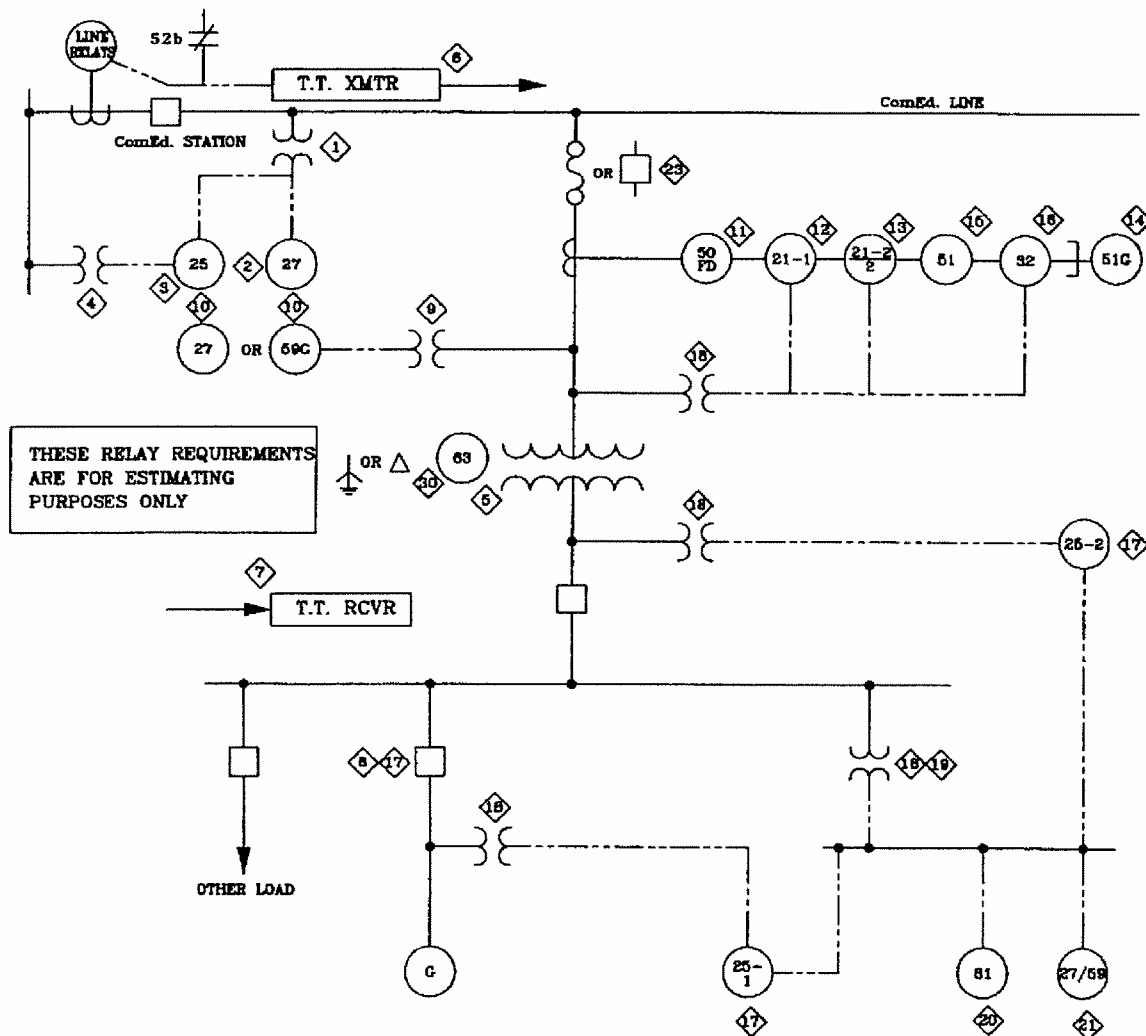 LINE
RELAYS
52b
T.T. XMTR
6
ComEd. LINE
ComEd. STATION
1
OR
23
25
2
27
3
4
10
10
27
OR
59G
9
11
12
13
15
16
14
50
FD
21-1
21-2
2
51
32
51G
18
THESE RELAY REQUIREMENTS
ARE FOR ESTIMATING
PURPOSES ONLY
OR
63
30
5
18
25-2
17
7
T.T. RCVR
8
17
18
19
18
OTHER LOAD
G
25-
1
17
81
20
27/59
21